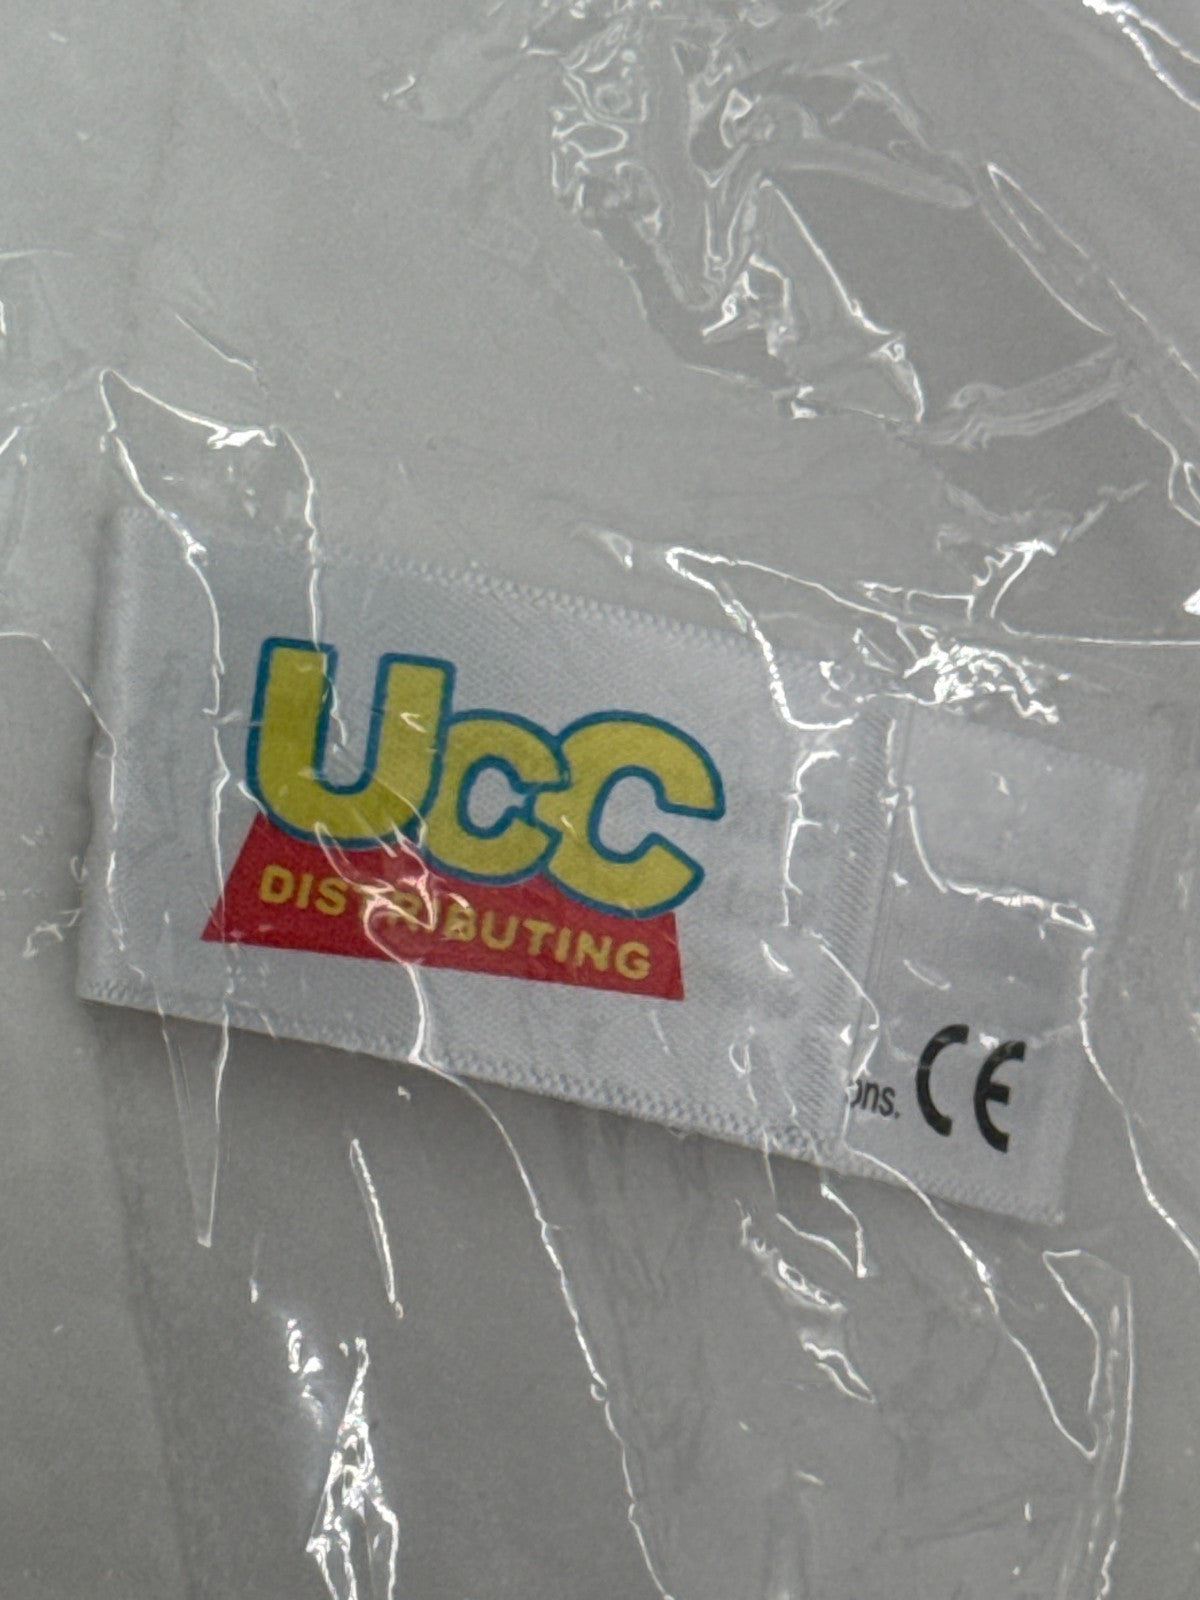 UCC
DISTRIBUTING
ons. CE